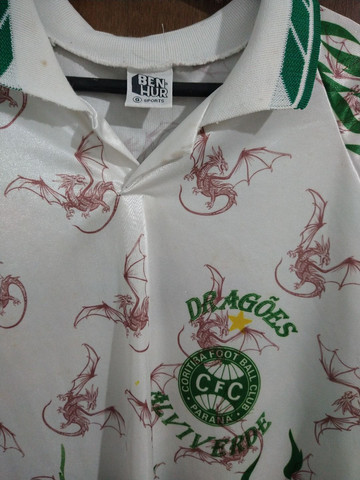 BEN-
HUR
SPORTS
DRAGÕES
CORITIBA FOOT BALL CLUB
CFC
PARANÁ
ALVIVERDE